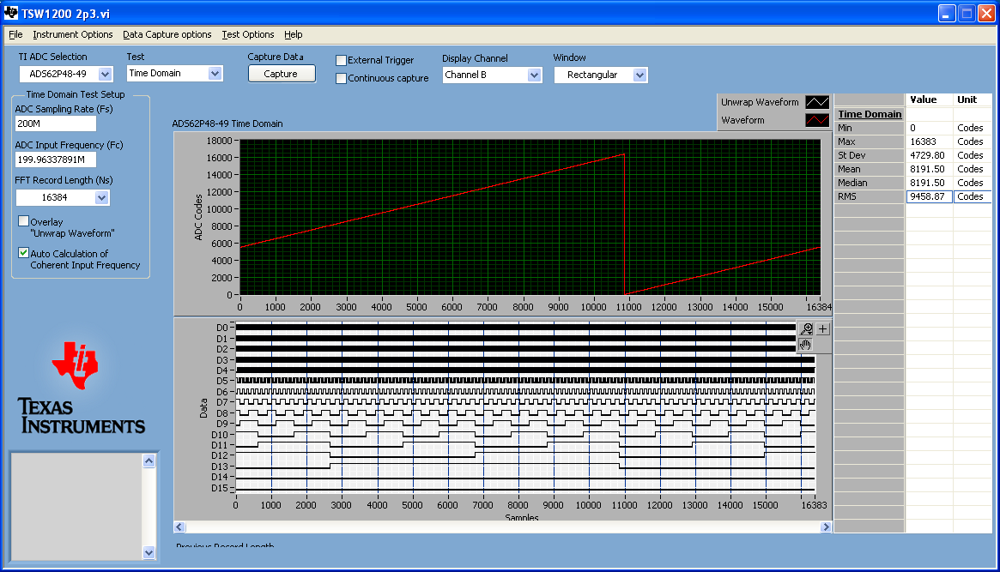 TSW1200 2p3.vi
File Instrument Options Data Capture options Test Options Help
TI ADC Selection Test Capture Data Display Channel Window
ADS62P48-49 Time Domain Capture External Trigger Channel B Rectangular
Continuous capture
Time Domain Test Setup
ADC Sampling Rate (Fs)
200M
ADC Input Frequency (Fc)
199.96337891M
FFT Record Length (Ns)
16384
Overlay
"Unwrap Waveform"
Auto Calculation of
Coherent Input Frequency
TEXAS
INSTRUMENTS
Unwrap Waveform
Waveform
ADS62P48-49 Time Domain
ADC Codes
18000
16000
14000
12000
10000
8000
6000
4000
2000
0
0 1000 2000 3000 4000 5000 6000 7000 8000 9000 10000 11000 12000 13000 14000 15000 16384
Data
D0
D1
D2
D3
D4
D5
D6
D7
D8
D9
D10
D11
D12
D13
D14
D15
0 1000 2000 3000 4000 5000 6000 7000 8000 9000 10000 11000 12000 13000 14000 15000 16383
Samples
Previous Record Length
Value Unit
Time Domain
Min 0 Codes
Max 16383 Codes
St Dev 4729.80 Codes
Mean 8191.50 Codes
Median 8191.50 Codes
RMS 9458.87 Codes